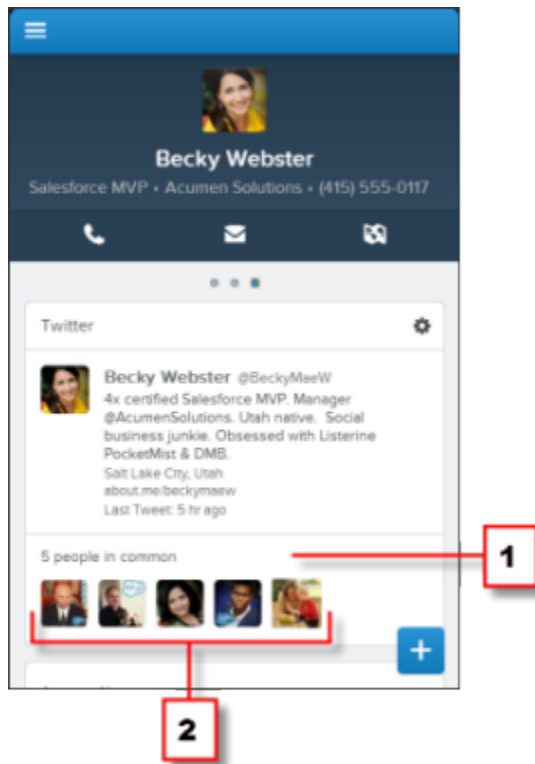 Becky Webster
Salesforce MVP • Acumen Solutions • (415) 555-0117
Twitter
Becky Webster @BeckyMaeW
4x certified Salesforce MVP. Manager
@AcumenSolutions. Utah native. Social
business junkie. Obsessed with Listerine
PocketMist & DMB.
Salt Lake City, Utah
about.me/beckymaew
Last Tweet: 5 hr ago
1
5 people in common
2